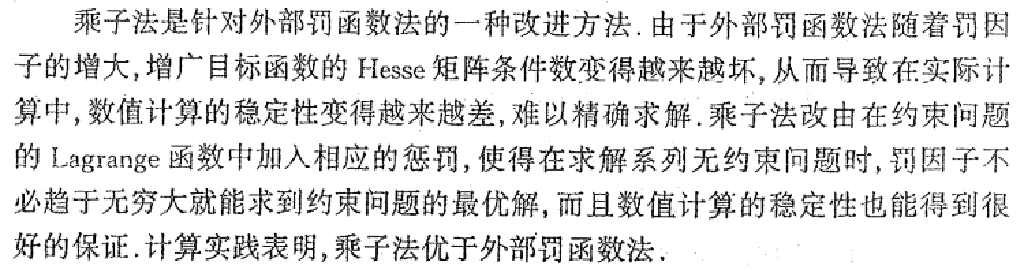 乘子法是针对外部罚函数法的一种改进方法.由于外部罚函数法随着罚因
子的增大,增广目标函数的 Hesse 矩阵条件数变得越来越坏,从而导致在实际计
算中,数值计算的稳定性变得越来越差,难以精确求解.乘子法改由在约束问题
的 Lagrange 函数中加入相应的惩罚,使得在求解系列无约束问题时,罚因子不
必趋于无穷大就能求到约束问题的最优解,而且数值计算的稳定性也能得到很
好的保证.计算实践表明,乘子法优于外部罚函数法.